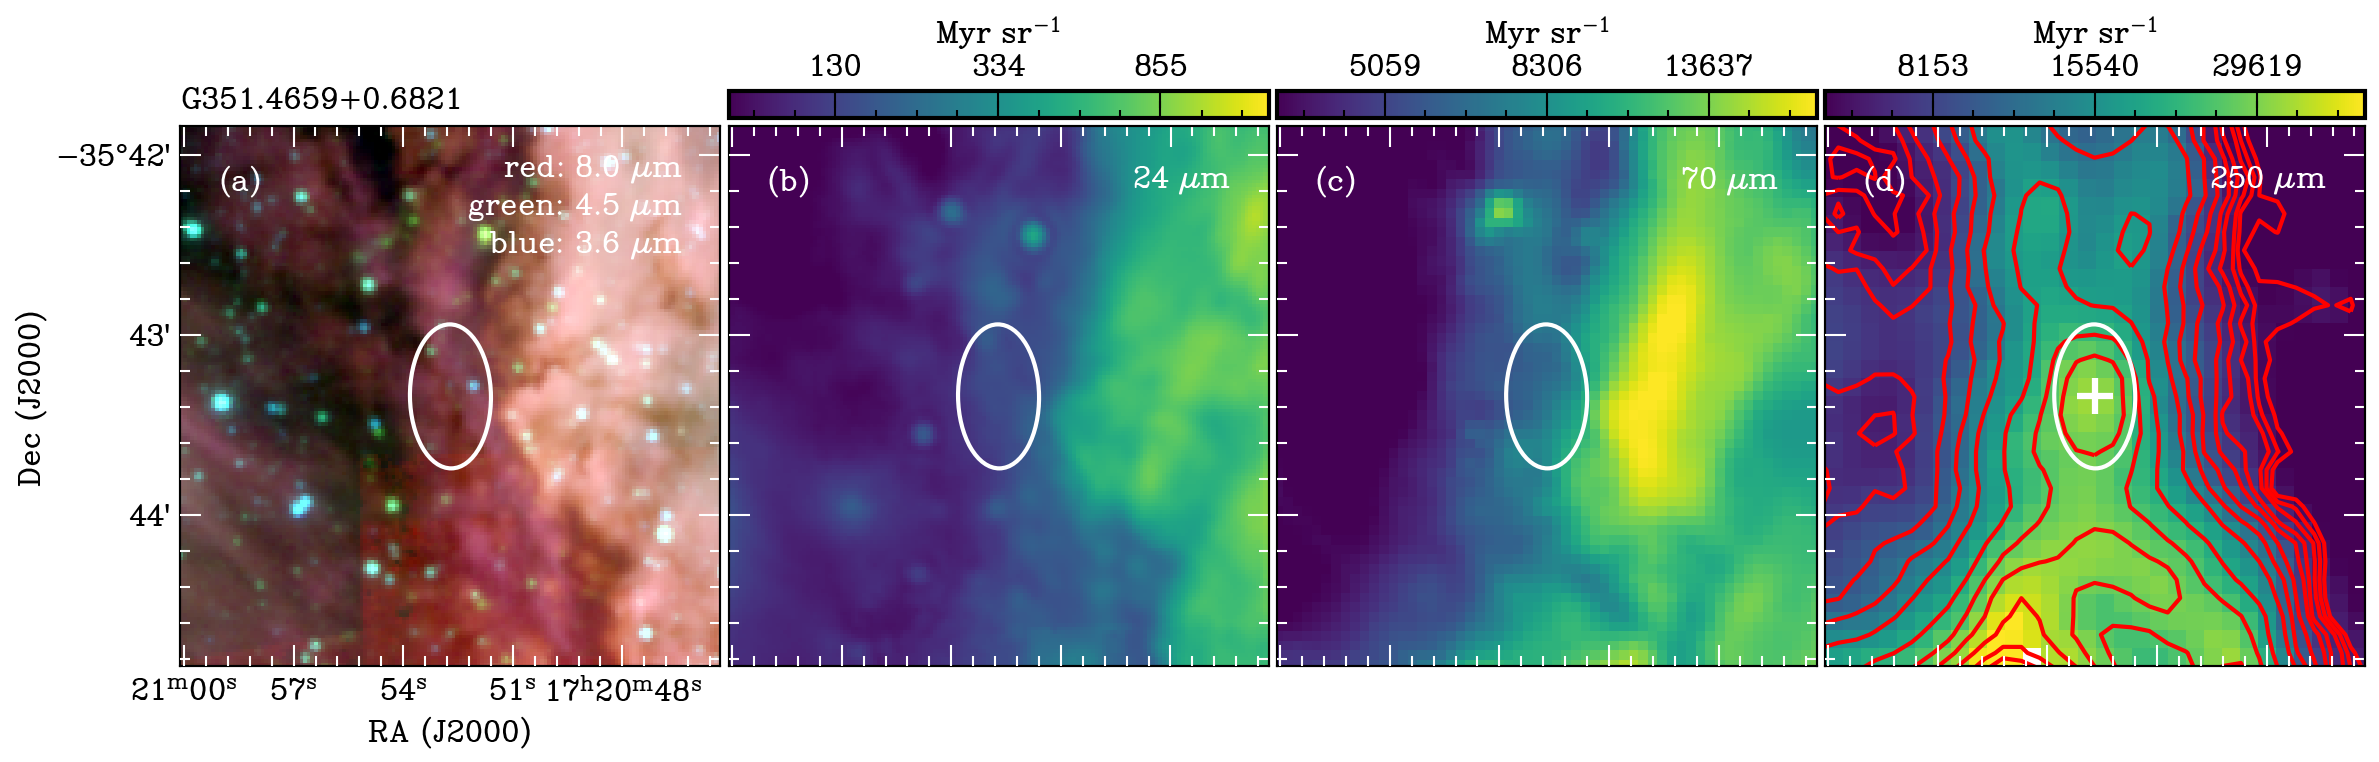 Myr sr⁻¹ Myr sr⁻¹ Myr sr⁻¹
130 334 855 5059 8306 13637 8153 15540 29619
G351.4659+0.6821
(a) red: 8.0 μm
green: 4.5 μm
blue: 3.6 μm
(b) 24 μm
(c) 70 μm
(d) 250 μm
−35°42'
43'
44'
Dec (J2000)
21ᵐ00ˢ 57ˢ 54ˢ 51ˢ 17ʰ20ᵐ48ˢ
RA (J2000)